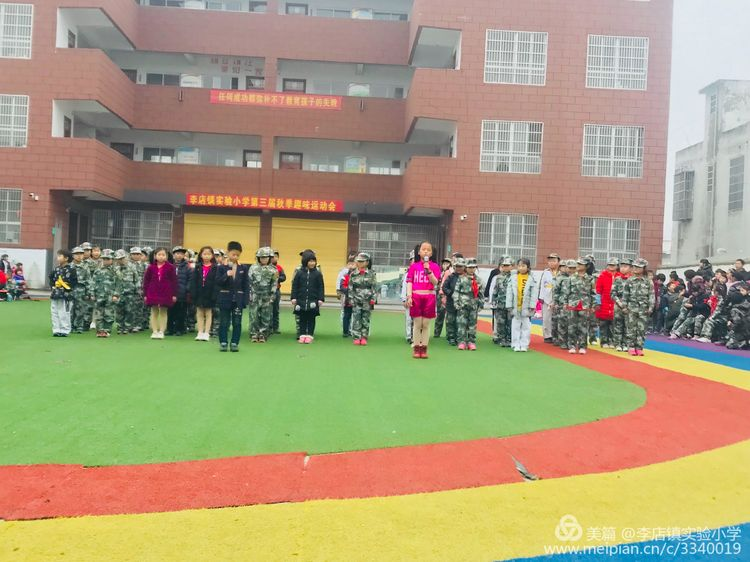 任何成功都弥补不了教育孩子的失败
李店镇实验小学第三届秋季趣味运动会
HELLO
美篇 @李店镇实验小学
www.meipian.cn/c/3340019